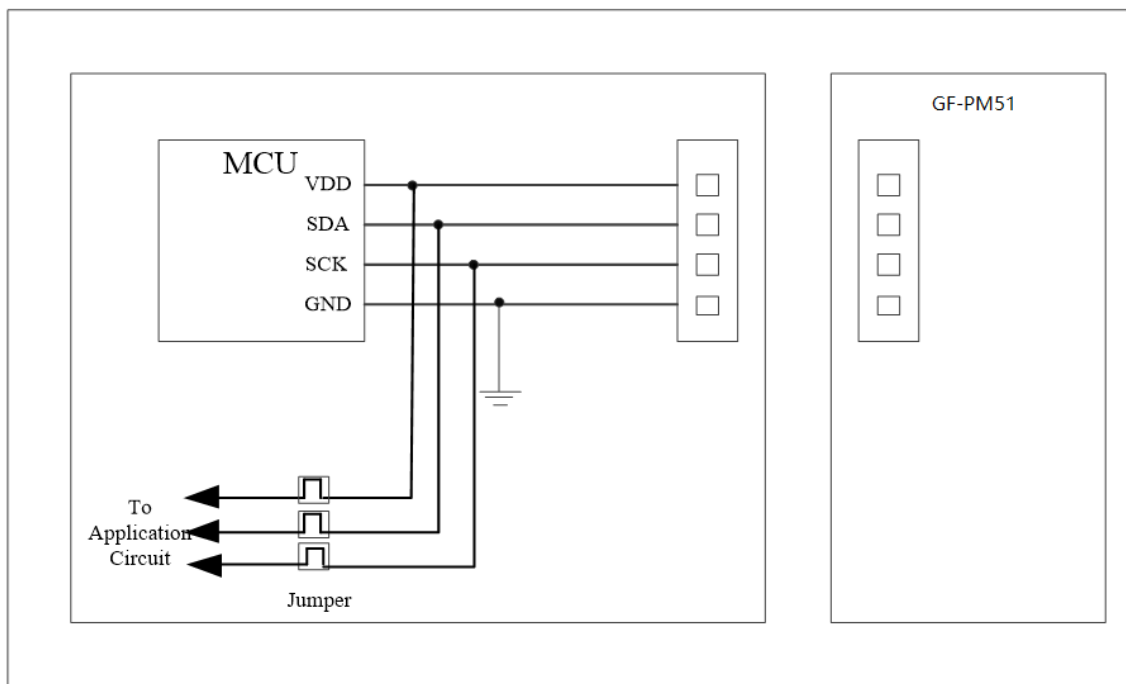 GF-PM51
MCU
VDD
SDA
SCK
GND
To
Application
Circuit
Jumper